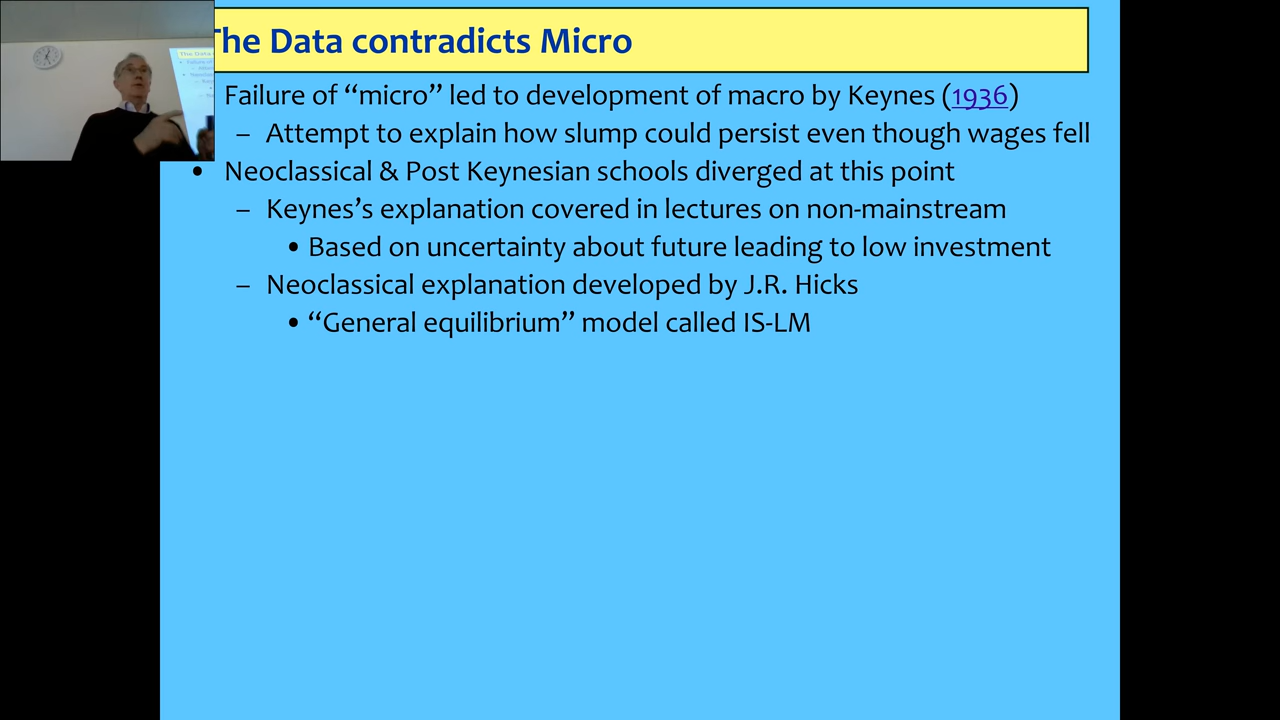 The Data contradicts Micro
Failure of “micro” led to development of macro by Keynes (1936)
– Attempt to explain how slump could persist even though wages fell
• Neoclassical & Post Keynesian schools diverged at this point
– Keynes’s explanation covered in lectures on non-mainstream
• Based on uncertainty about future leading to low investment
– Neoclassical explanation developed by J.R. Hicks
• “General equilibrium” model called IS-LM